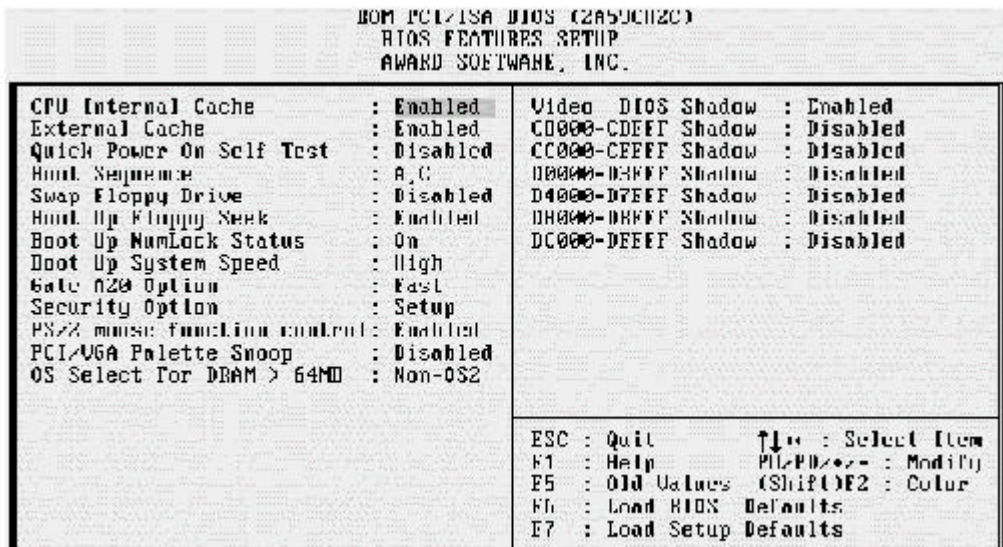 ROM PCI/ISA BIOS (2A59CH2C)
BIOS FEATURES SETUP
AWARD SOFTWARE, INC.
CPU Internal Cache : Enabled
External Cache : Enabled
Quick Power On Self Test : Disabled
Boot Sequence : A,C
Swap Floppy Drive : Disabled
Boot Up Floppy Seek : Enabled
Boot Up NumLock Status : On
Boot Up System Speed : High
Gate A20 Option : Fast
Security Option : Setup
PS/2 mouse function control: Enabled
PCI/VGA Palette Snoop : Disabled
OS Select For DRAM > 64MB : Non-OS2
Video BIOS Shadow : Enabled
C8000-CBFFF Shadow : Disabled
CC000-CFFFF Shadow : Disabled
D0000-D3FFF Shadow : Disabled
D4000-D7FFF Shadow : Disabled
D8000-DBFFF Shadow : Disabled
DC000-DFFFF Shadow : Disabled
ESC : Quit ↑↓→← : Select Item
F1 : Help PU/PD/+/- : Modify
F5 : Old Values (Shift)F2 : Color
F6 : Load BIOS Defaults
F7 : Load Setup Defaults